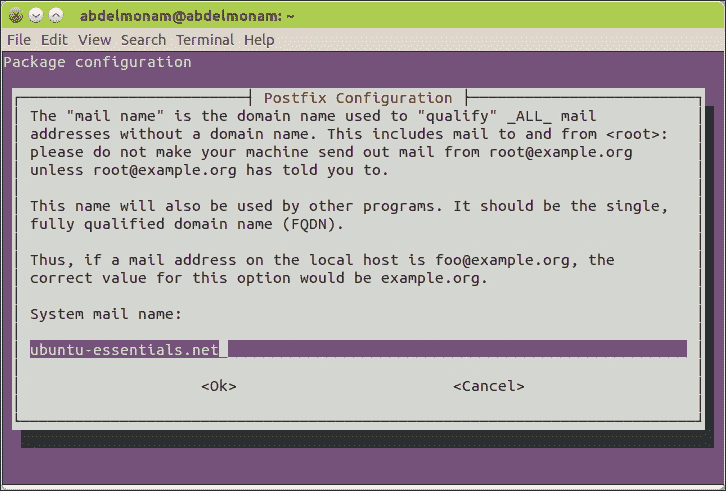 abdelmonam@abdelmonam: ~
File Edit View Search Terminal Help
Package configuration
Postfix Configuration
The "mail name" is the domain name used to "qualify" _ALL_ mail
addresses without a domain name. This includes mail to and from <root>:
please do not make your machine send out mail from root@example.org
unless root@example.org has told you to.
This name will also be used by other programs. It should be the single,
fully qualified domain name (FQDN).
Thus, if a mail address on the local host is foo@example.org, the
correct value for this option would be example.org.
System mail name:
ubuntu-essentials.net_
<Ok> <Cancel>